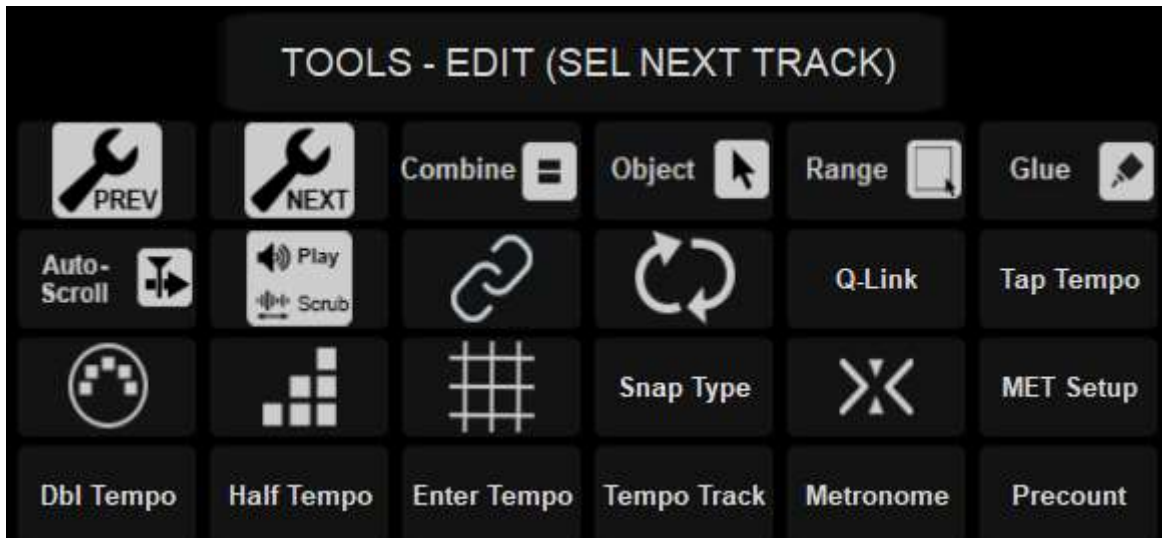 TOOLS - EDIT (SEL NEXT TRACK)
PREV
NEXT
Combine
Object
Range
Glue
Auto-
Scroll
Play
Scrub
Q-Link
Tap Tempo
Snap Type
MET Setup
Dbl Tempo
Half Tempo
Enter Tempo
Tempo Track
Metronome
Precount